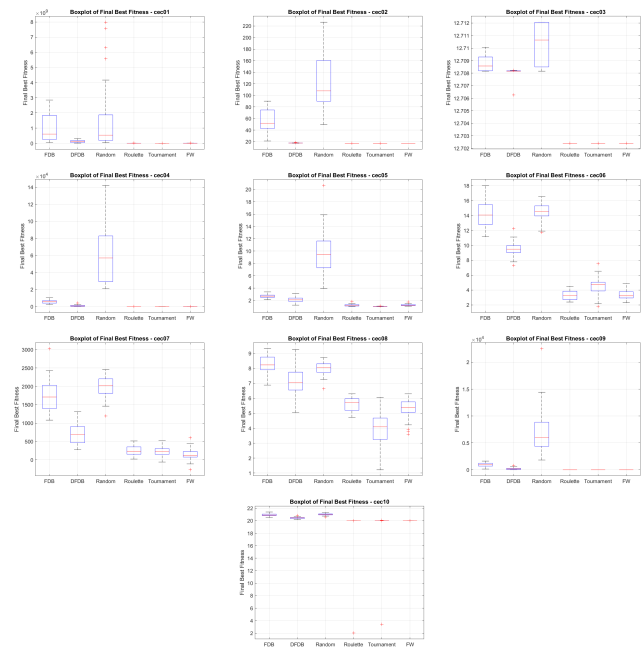 Boxplot of Final Best Fitness - cec01
Final Best Fitness
9
8
7
6
5
4
3
2
1
0
FDB DFDB Random Roulette Tournament FW
Boxplot of Final Best Fitness - cec02
Final Best Fitness
220
200
180
160
140
120
100
80
60
40
20
FDB DFDB Random Roulette Tournament FW
Boxplot of Final Best Fitness - cec03
Final Best Fitness
12.712
12.711
12.709
12.708
12.706
12.705
12.704
12.703
12.702
FDB DFDB Random Roulette Tournament FW
Boxplot of Final Best Fitness - cec04
Final Best Fitness
14
12
10
8
6
4
2
0
FDB DFDB Random Roulette Tournament FW
Boxplot of Final Best Fitness - cec05
Final Best Fitness
20
18
16
14
12
10
8
6
4
2
FDB DFDB Random Roulette Tournament FW
Boxplot of Final Best Fitness - cec06
Final Best Fitness
18
16
14
12
10
8
6
4
2
FDB DFDB Random Roulette Tournament FW
Boxplot of Final Best Fitness - cec07
Final Best Fitness
3000
2500
2000
1500
1000
500
0
FDB DFDB Random Roulette Tournament FW
Boxplot of Final Best Fitness - cec08
Final Best Fitness
9
8
7
6
5
4
3
2
1
FDB DFDB Random Roulette Tournament FW
Boxplot of Final Best Fitness - cec09
Final Best Fitness
2
1.5
1
0.5
0
FDB DFDB Random Roulette Tournament FW
Boxplot of Final Best Fitness - cec10
Final Best Fitness
22
20
18
16
14
12
10
8
6
4
2
FDB DFDB Random Roulette Tournament FW